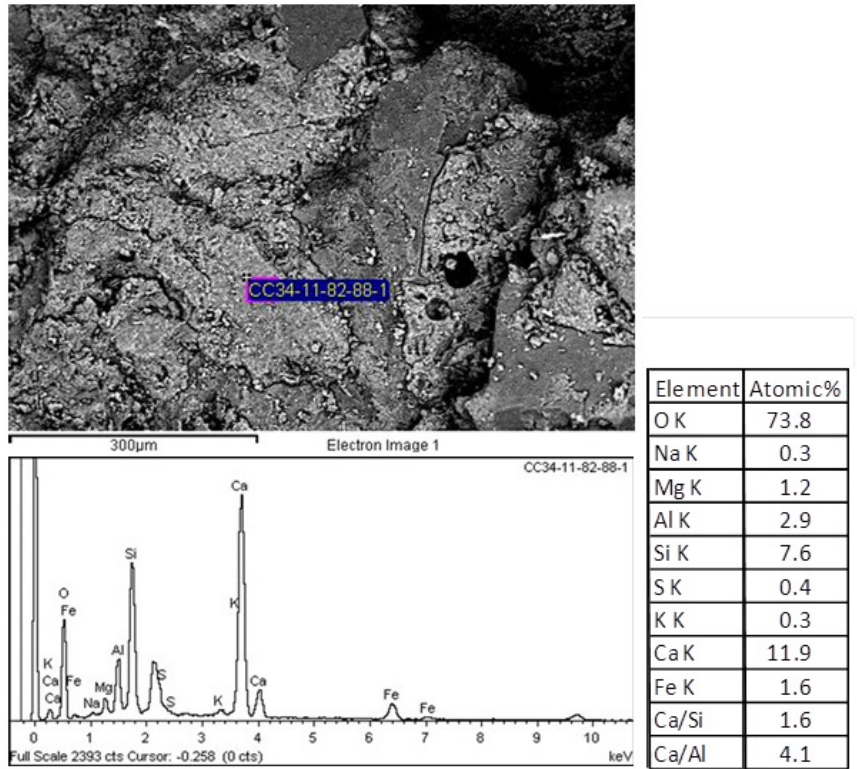 CC34-11-82-88-1
300µm Electron Image 1
CC34-11-82-88-1
Ca
Si
O
Fe
K
Al
K
Ca
Ca
Fe
Na
Mg
S
S
K
Ca
Fe
Fe
0 1 2 3 4 5 6 7 8 9 10
Full Scale 2393 cts Cursor: -0.258 (0 cts) keV
Element Atomic%
O K 73.8
Na K 0.3
Mg K 1.2
Al K 2.9
Si K 7.6
S K 0.4
K K 0.3
Ca K 11.9
Fe K 1.6
Ca/Si 1.6
Ca/Al 4.1